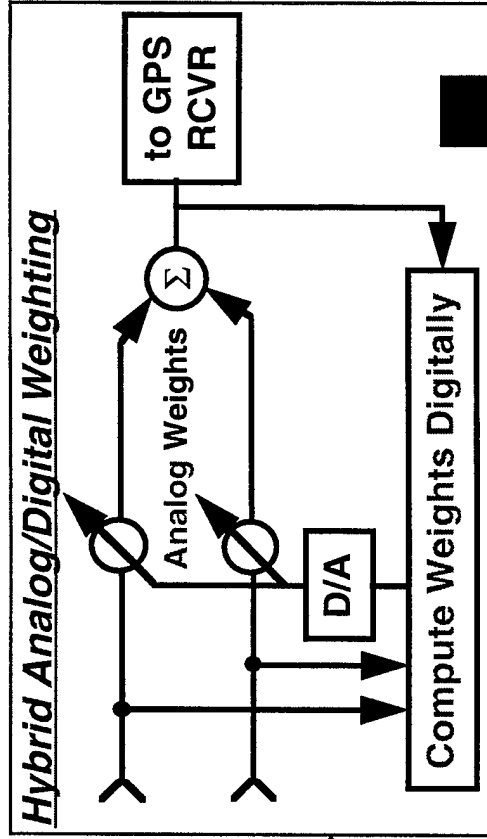 Hybrid Analog/Digital Weighting
to GPS
RCVR
Σ
Analog Weights
D/A
Compute Weights Digitally